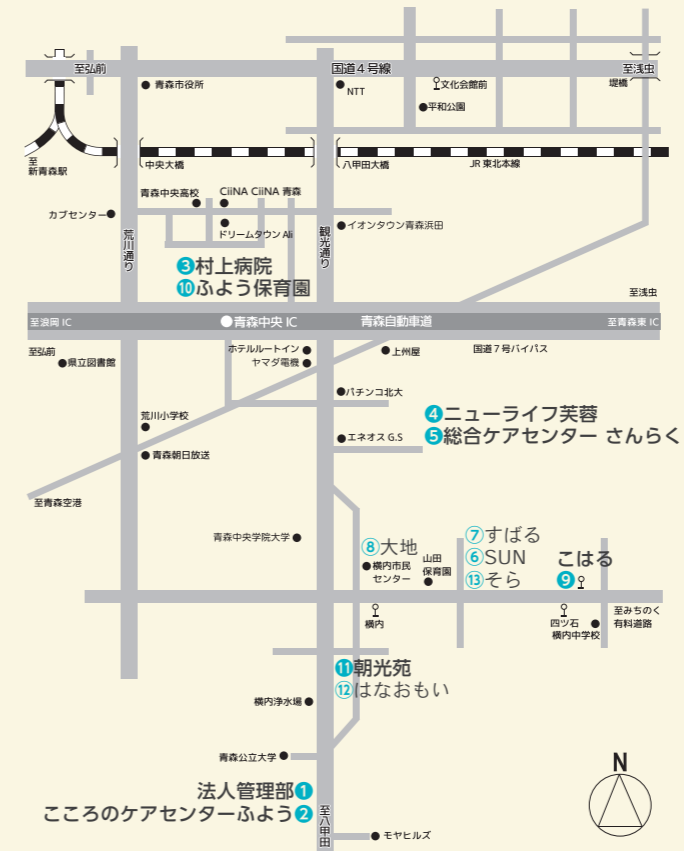 至弘前
国道4号線
至浅虫
青森市役所
NTT
文化会館前
堤橋
平和公園
至
新青森駅
中央大橋
八甲田大橋
JR 東北本線
青森中央高校
CiiNA CiiNA 青森
カブセンター
ドリームタウン Ali
イオンタウン青森浜田
荒川通り
観光通り
❸村上病院
❿ふよう保育園
至浅虫
至浪岡 IC
青森中央 IC
青森自動車道
至青森東 IC
至弘前
県立図書館
ホテルルートイン
ヤマダ電機
上州屋
国道7号バイパス
パチンコ北大
❹ニューライフ芙蓉
❺総合ケアセンター さんらく
荒川小学校
エネオス G.S
青森朝日放送
至青森空港
青森中央学院大学
⑧大地
横内市民
センター
山田
保育園
⑦すばる
⑥SUN
⑬そら
こはる
❾
横内
四ツ石
横内中学校
至みちのく
有料道路
⓫朝光苑
⑫はなおもい
横内浄水場
青森公立大学
法人管理部❶
こころのケアセンターふよう❷
至八甲田
モヤヒルズ
N